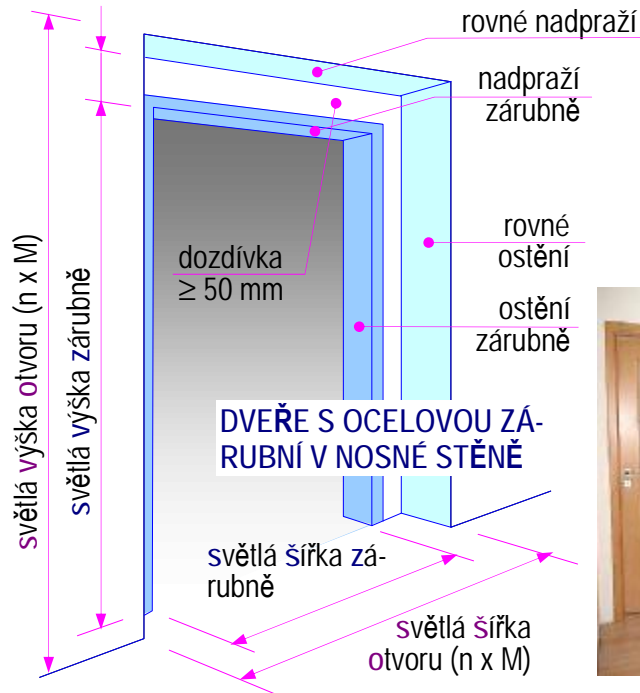 rovné nadpraží
nadpraží
zárubně
dozdívka
≥ 50 mm
rovné
ostění
ostění
zárubně
světlá výška otvoru (n x M)
světlá výška zárubně
DVEŘE S OCELOVOU ZÁ-
RUBNÍ V NOSNÉ STĚNĚ
světlá šířka zá-
rubně
světlá šířka
otvoru (n x M)